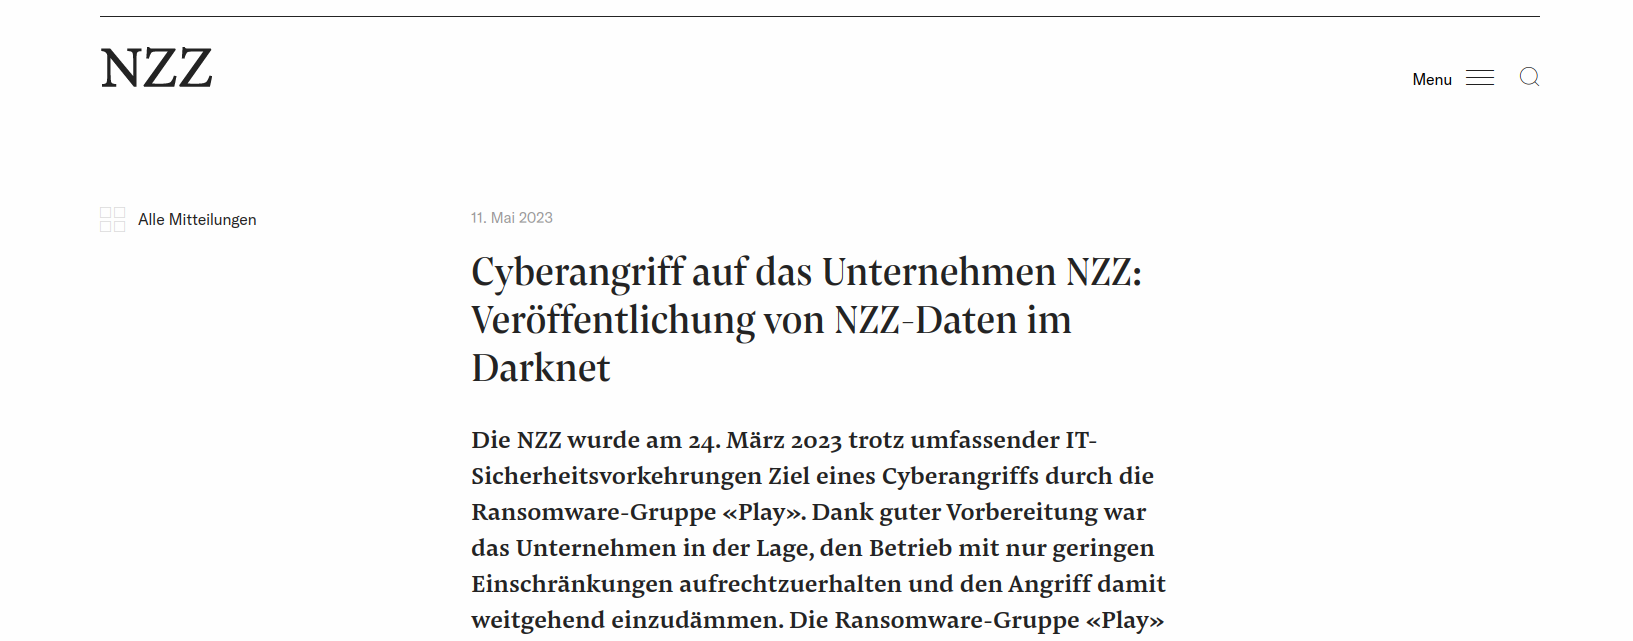 NZZ
Menu
Alle Mitteilungen
11. Mai 2023
Cyberangriff auf das Unternehmen NZZ:
Veröffentlichung von NZZ-Daten im
Darknet
Die NZZ wurde am 24. März 2023 trotz umfassender IT-
Sicherheitsvorkehrungen Ziel eines Cyberangriffs durch die
Ransomware-Gruppe «Play». Dank guter Vorbereitung war
das Unternehmen in der Lage, den Betrieb mit nur geringen
Einschränkungen aufrechtzuerhalten und den Angriff damit
weitgehend einzudämmen. Die Ransomware-Gruppe «Play»